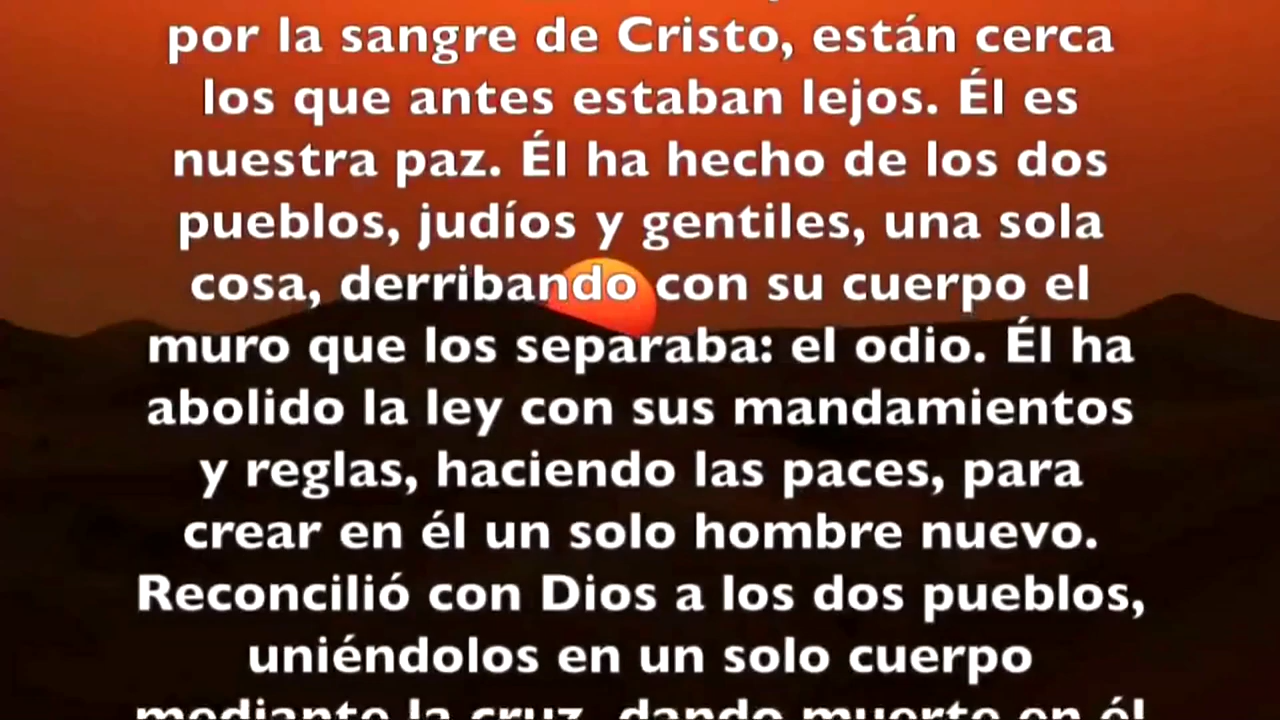 por la sangre de Cristo, están cerca
los que antes estaban lejos. Él es
nuestra paz. Él ha hecho de los dos
pueblos, judíos y gentiles, una sola
cosa, derribando con su cuerpo el
muro que los separaba: el odio. Él ha
abolido la ley con sus mandamientos
y reglas, haciendo las paces, para
crear en él un solo hombre nuevo.
Reconcilió con Dios a los dos pueblos,
uniéndolos en un solo cuerpo
mediante la cruz, dando muerte en él